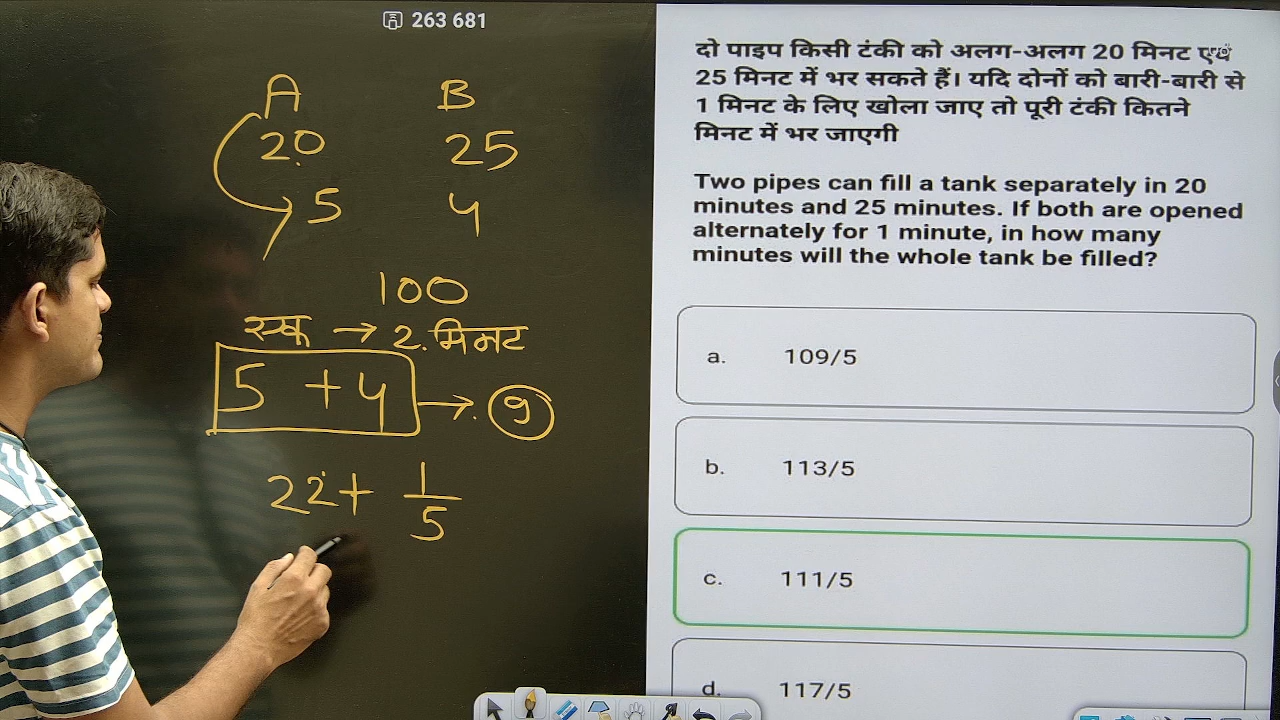 263 681
A B
20 25
5 4
100
एक → 2 मिनट
5 + 4 → 9
22 + 1/5
दो पाइप किसी टंकी को अलग-अलग 20 मिनट एवं
25 मिनट में भर सकते हैं। यदि दोनों को बारी-बारी से
1 मिनट के लिए खोला जाए तो पूरी टंकी कितने
मिनट में भर जाएगी
Two pipes can fill a tank separately in 20
minutes and 25 minutes. If both are opened
alternately for 1 minute, in how many
minutes will the whole tank be filled?
a. 109/5
b. 113/5
c. 111/5
d. 117/5